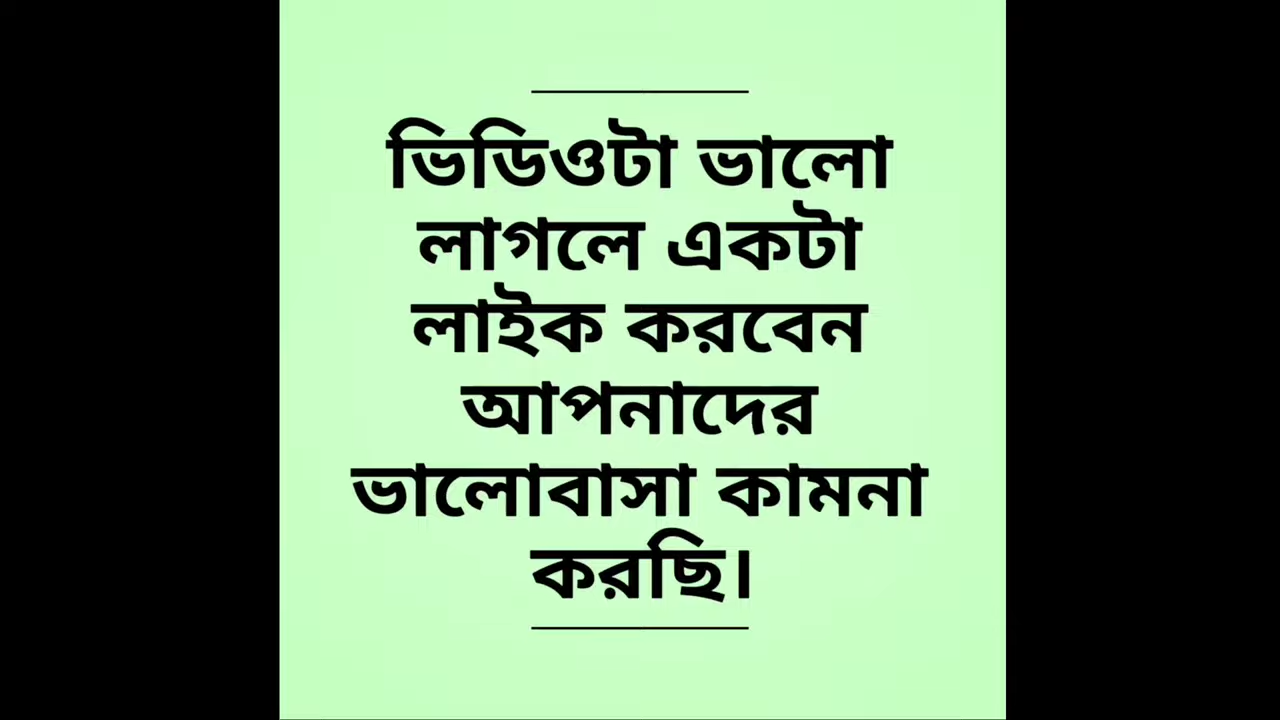 ভিডিওটা ভালো
লাগলে একটা
লাইক করবেন
আপনাদের
ভালোবাসা কামনা
করছি।